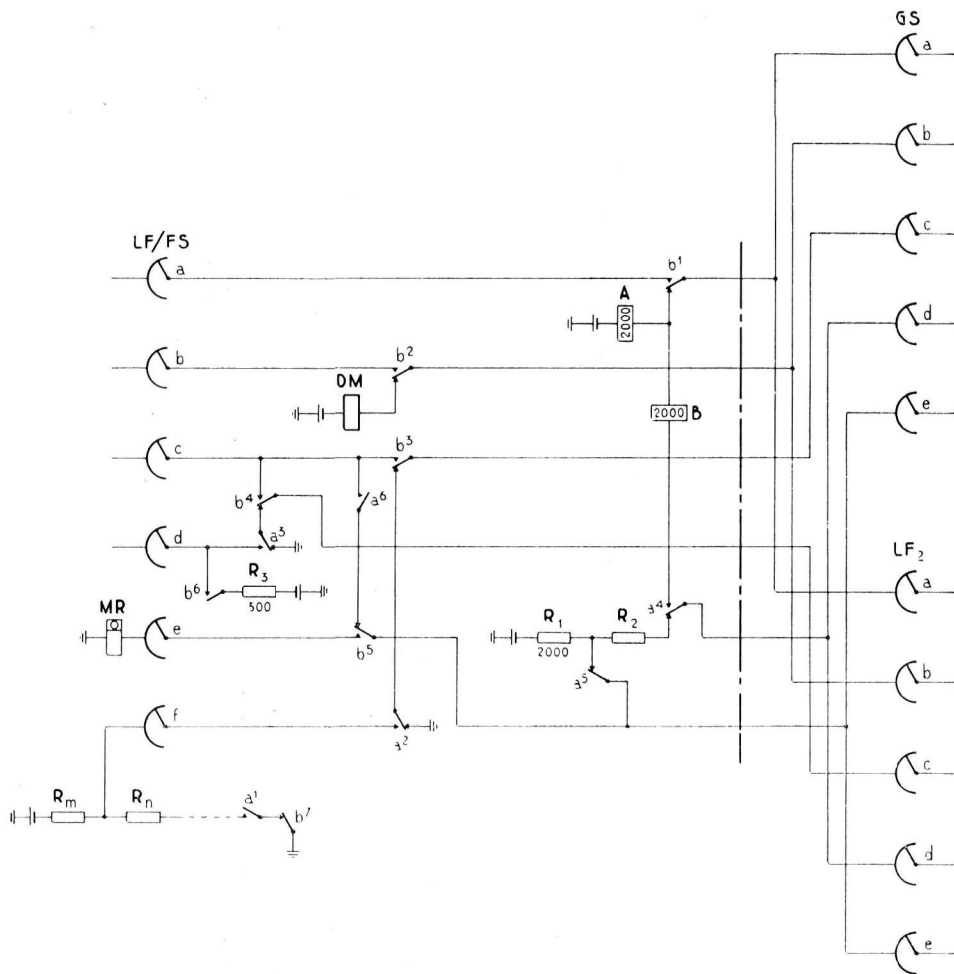 GS
a
b
c
LF/FS
a
b¹
A
2000
d
b
b²
DM
2000 B
e
c
b³
b⁴
a⁶
d
a³
R₃
500
b⁶
LF₂
a
MR
e
b⁵
R₁
2000
R₂
a⁴
a⁵
b
f
a²
c
Rm
Rn
a¹
b⁷
d
e